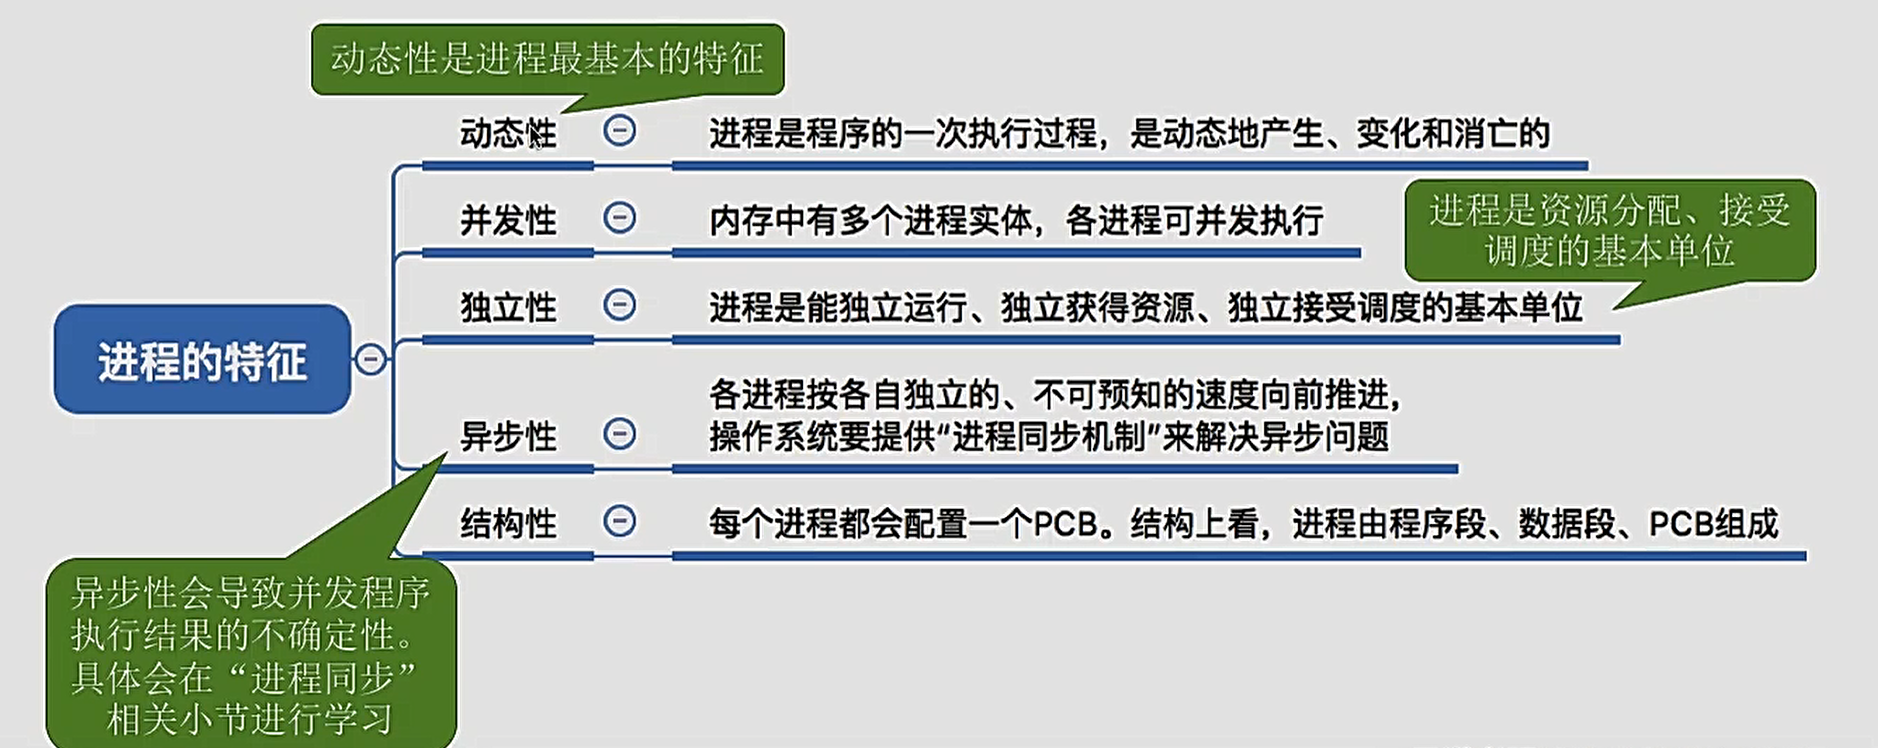 动态性是进程最基本的特征
动态性
进程是程序的一次执行过程，是动态地产生、变化和消亡的
并发性
内存中有多个进程实体，各进程可并发执行
进程是资源分配、接受
调度的基本单位
独立性
进程是能独立运行、独立获得资源、独立接受调度的基本单位
进程的特征
各进程按各自独立的、不可预知的速度向前推进，
异步性
操作系统要提供“进程同步机制”来解决异步问题
结构性
每个进程都会配置一个PCB。结构上看，进程由程序段、数据段、PCB组成
异步性会导致并发程序
执行结果的不确定性。
具体会在“进程同步”
相关小节进行学习